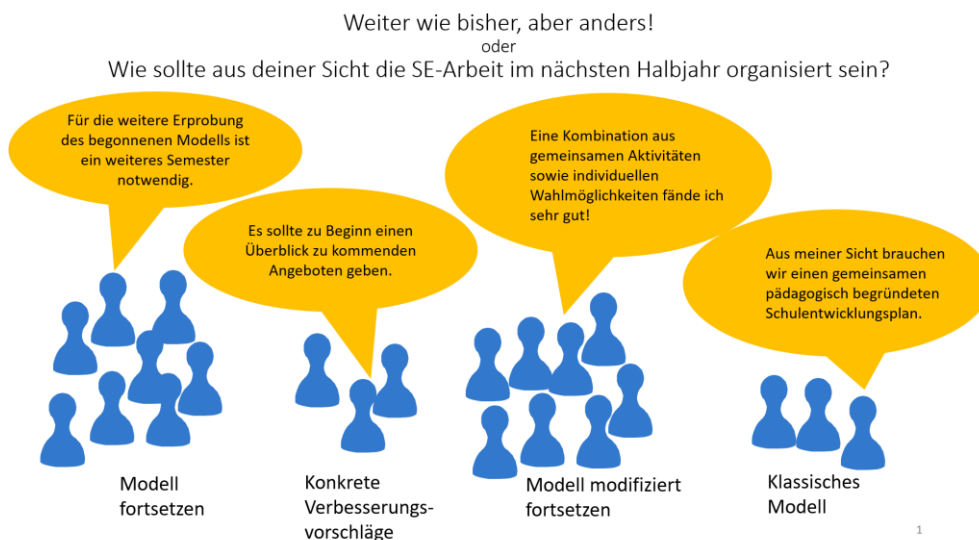 Weiter wie bisher, aber anders!
oder
Wie sollte aus deiner Sicht die SE-Arbeit im nächsten Halbjahr organisiert sein?
Für die weitere Erprobung
des begonnenen Modells ist
ein weiteres Semester
notwendig.
Es sollte zu Beginn einen
Überblick zu kommenden
Angeboten geben.
Eine Kombination aus
gemeinsamen Aktivitäten
sowie individuellen
Wahlmöglichkeiten fände ich
sehr gut!
Aus meiner Sicht brauchen
wir einen gemeinsamen
pädagogisch begründeten
Schulentwicklungsplan.
Modell
fortsetzen
Konkrete
Verbesserungs-
vorschläge
Modell modifiziert
fortsetzen
Klassisches
Modell
1